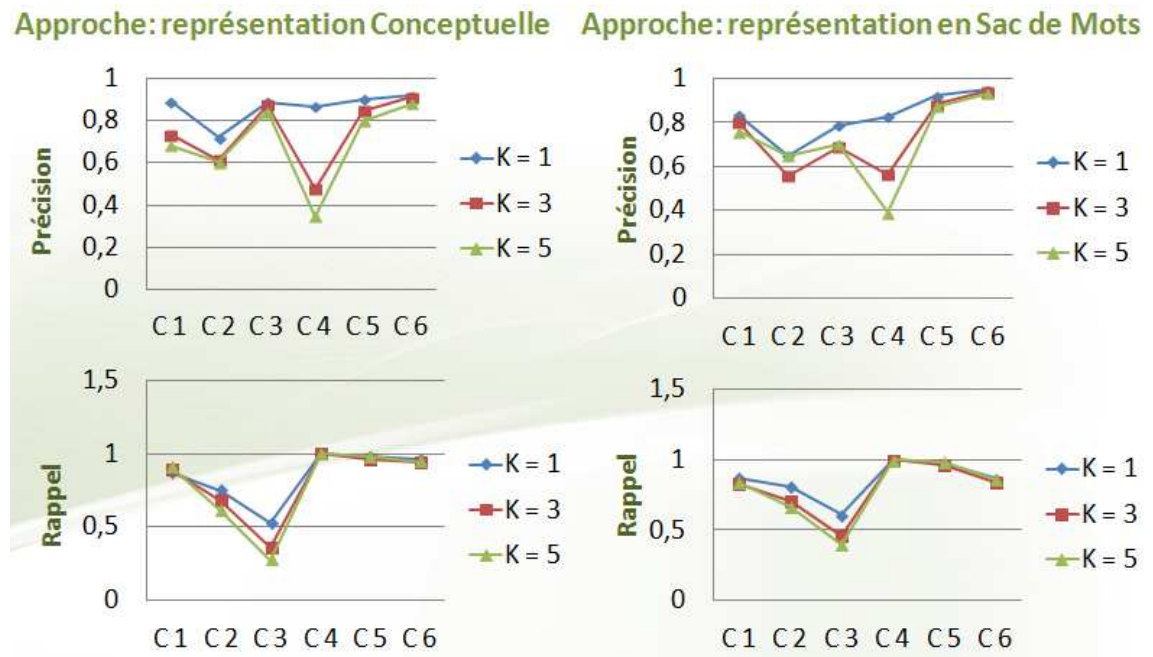 Approche: représentation Conceptuelle
Approche: représentation en Sac de Mots
Précision
1
0,8
0,6
0,4
0,2
0
C 1 C 2 C 3 C 4 C 5 C 6
K = 1
K = 3
K = 5
Précision
1
0,8
0,6
0,4
0,2
0
C 1 C 2 C 3 C 4 C 5 C 6
K = 1
K = 3
K = 5
Rappel
1,5
1
0,5
0
C 1 C 2 C 3 C 4 C 5 C 6
K = 1
K = 3
K = 5
Rappel
1,5
1
0,5
0
C 1 C 2 C 3 C 4 C 5 C 6
K = 1
K = 3
K = 5